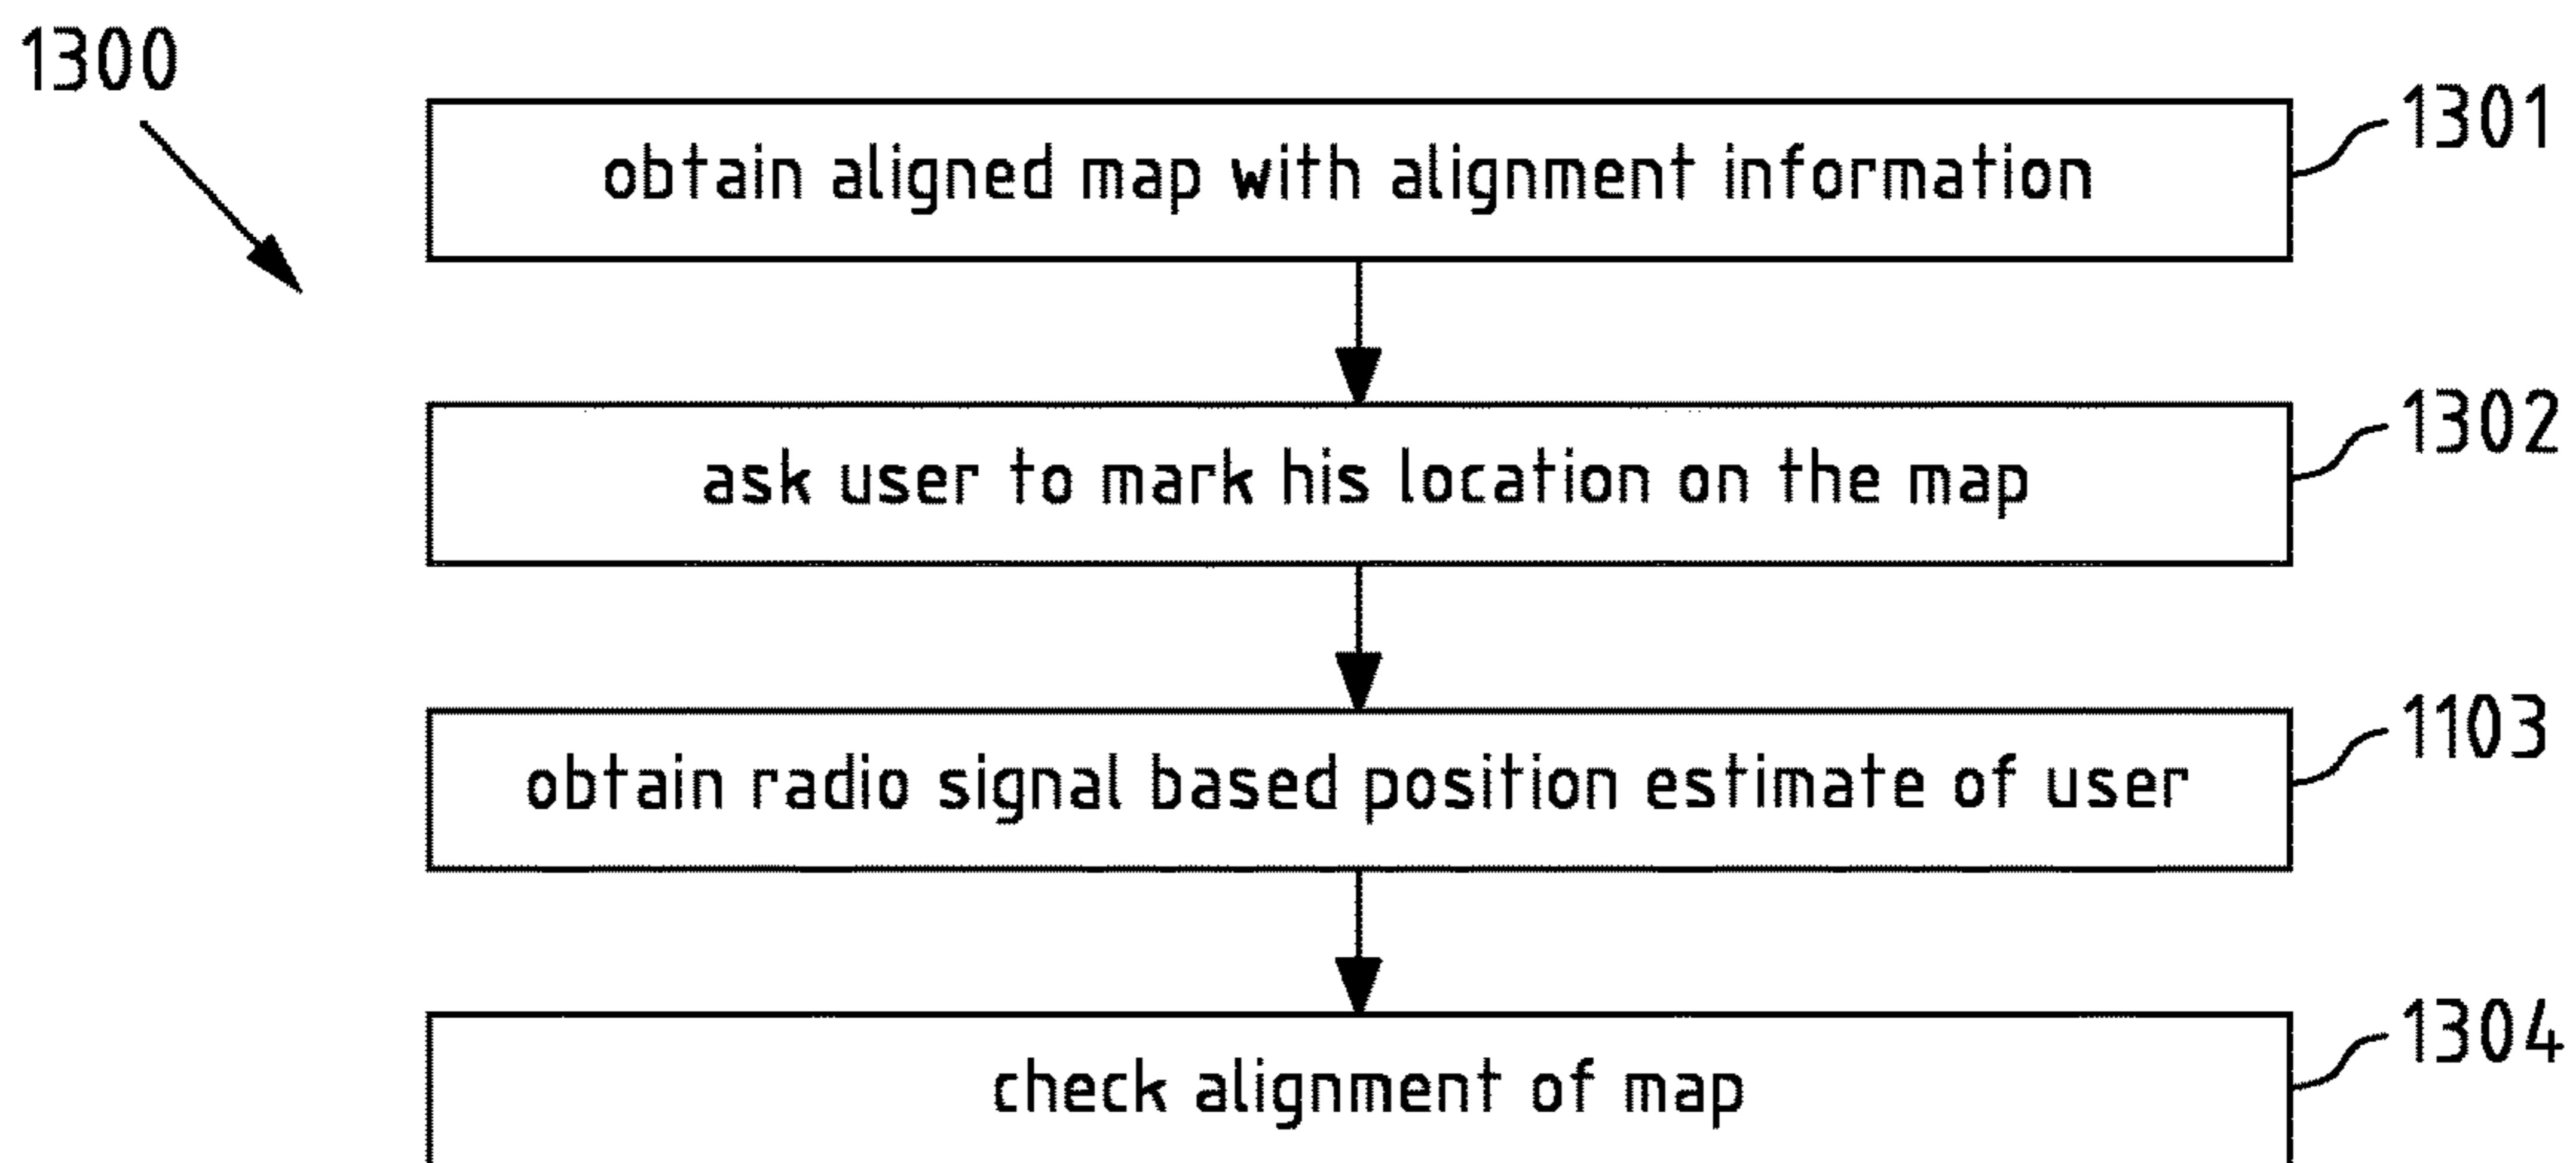 1300
obtain aligned map with alignment information
1301
ask user to mark his location on the map
1302
obtain radio signal based position estimate of user
1103
check alignment of map
1304